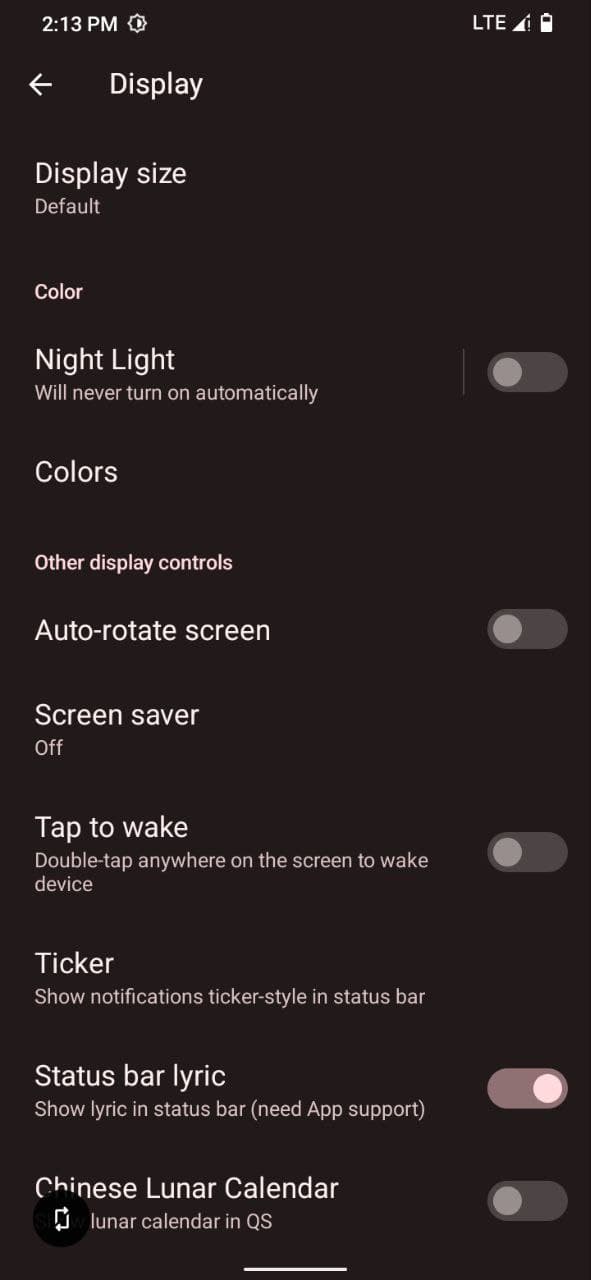 2:13 PM LTE
Display
Display size
Default
Color
Night Light
Will never turn on automatically
Colors
Other display controls
Auto-rotate screen
Screen saver
Off
Tap to wake
Double-tap anywhere on the screen to wake
device
Ticker
Show notifications ticker-style in status bar
Status bar lyric
Show lyric in status bar (need App support)
Chinese Lunar Calendar
Show lunar calendar in QS